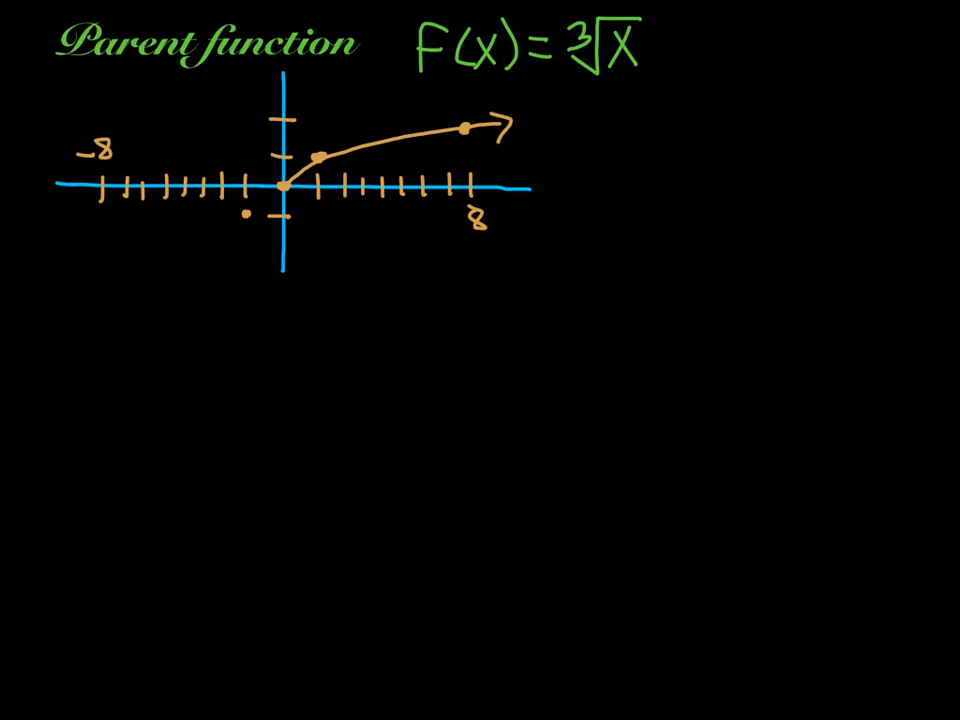 Parent function F(x) = ∛x
-8
8